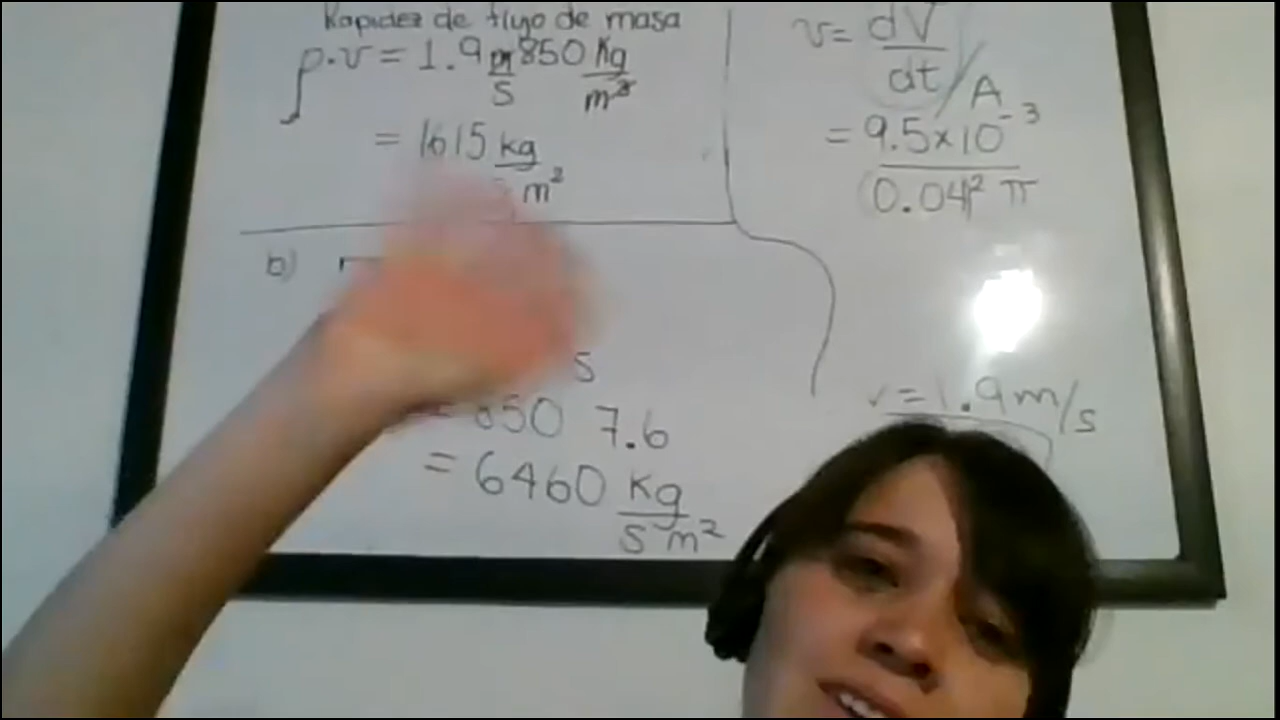 Rapidez de flujo de masa
ρ·v = 1.9 m/s 850 Kg/m³
= 1615 kg/ m²
b)
s
= 850 7.6
= 6460 Kg/s m²
v = dV/dt / A
= 9.5×10⁻³ / 0.04² π
v = 1.9 m/s